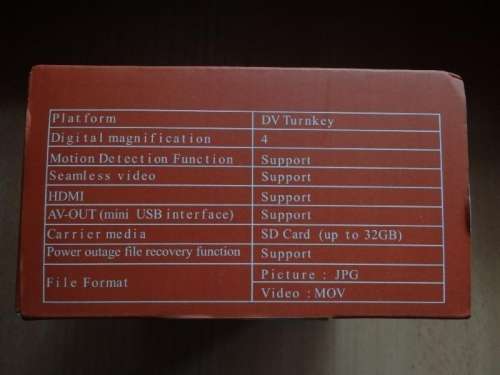 Platform DV Turnkey
Digital magnification 4
Motion Detection Function Support
Seamless video Support
HDMI Support
AV-OUT (mini USB interface) Support
Carrier media SD Card (up to 32GB)
Power outage file recovery function Support
File Format Picture : JPG
Video : MOV